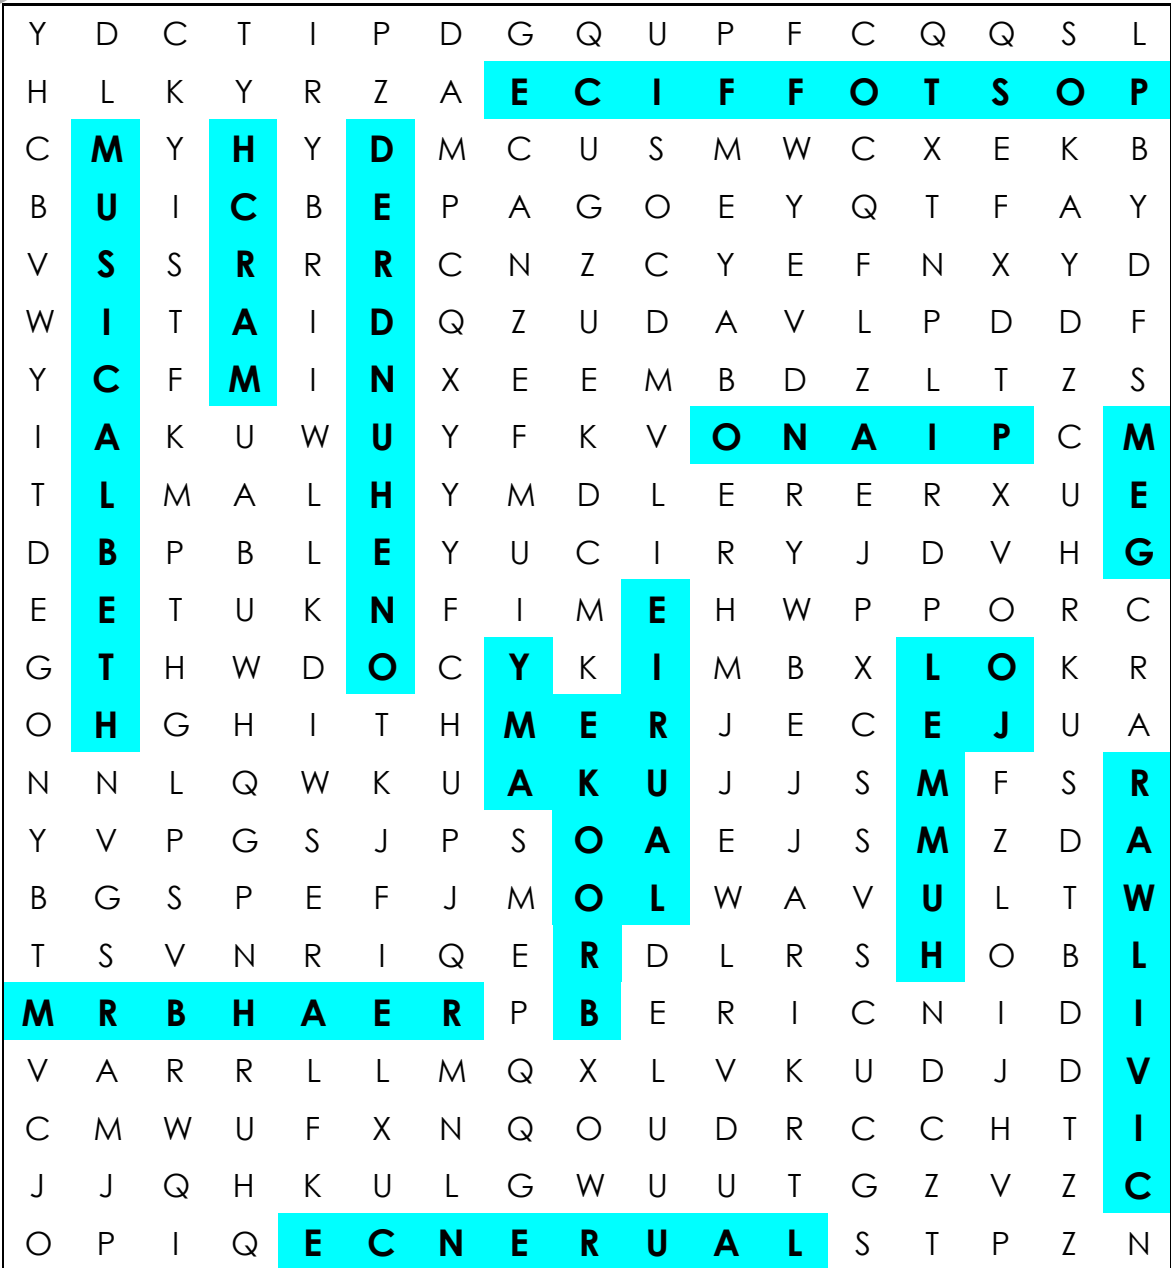 Y D C T I P D G Q U P F C Q Q S L
H L K Y R Z A E C I F F O T S O P
C M Y H Y D M C U S M W C X E K B
B U I C B E P A G O E Y Q T F A Y
V S S R R R C N Z C Y E F N X Y D
W I T A I D Q Z U D A V L P D D F
Y C F M I N X E E M B D Z L T Z S
I A K U W U Y F K V O N A I P C M
T L M A L H Y M D L E R E R X U E
D B P B L E Y U C I R Y J D V H G
E E T U K N F I M E H W P P O R C
G T H W D O C Y K I M B X L O K R
O H G H I T H M E R J E C E J U A
N N L Q W K U A K U J J S M F S R
Y V P G S J P S O A E J S M Z D A
B G S P E F J M O L W A V U L T W
T S V N R I Q E R D L R S H O B L
M R B H A E R P B E R I C N I D I
V A R R L L M Q X L V K U D J D V
C M W U F X N Q O U D R C C H T I
J J Q H K U L G W U U T G Z V Z C
O P I Q E C N E R U A L S T P Z N